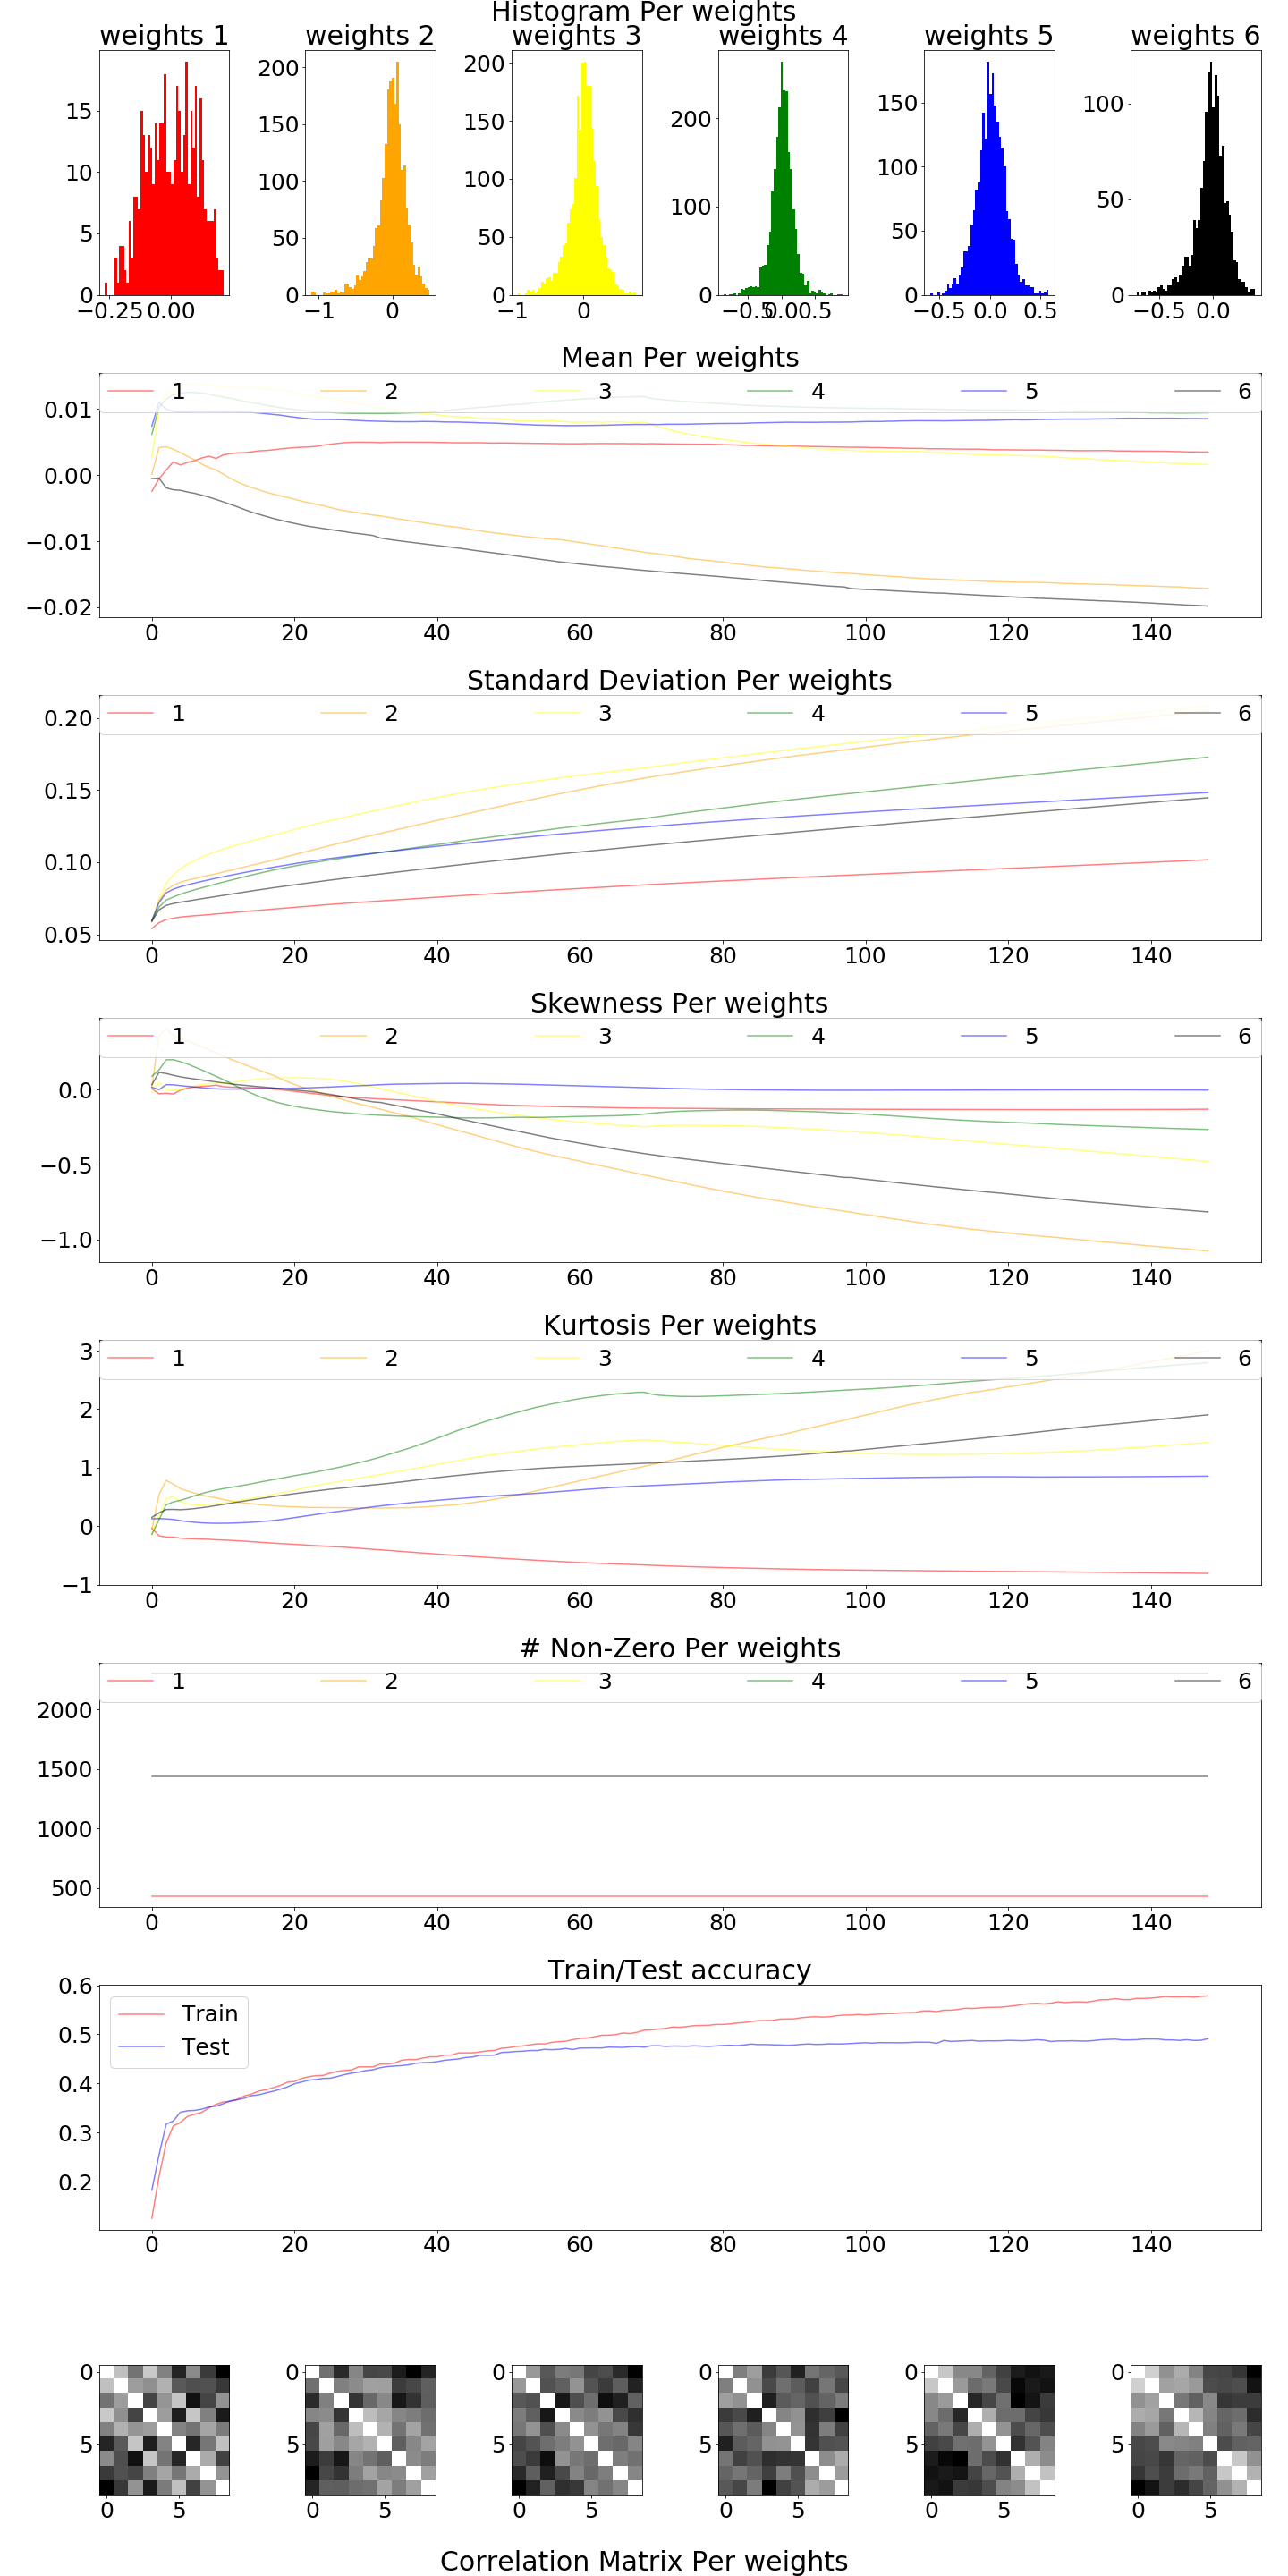 Histogram Per weights
weights 1 weights 2 weights 3 weights 4 weights 5 weights 6
15
10
5
0
−0.25 0.00
200
150
100
50
0
−1 0
200
150
100
50
0
−1 0
200
100
0
−0.5 0.0 0.5
150
100
50
0
−0.5 0.0 0.5
100
50
0
−0.5 0.0
Mean Per weights
1 2 3 4 5 6
0.01
0.00
−0.01
−0.02
0 20 40 60 80 100 120 140
Standard Deviation Per weights
1 2 3 4 5 6
0.20
0.15
0.10
0.05
0 20 40 60 80 100 120 140
Skewness Per weights
1 2 3 4 5 6
0.0
−0.5
−1.0
0 20 40 60 80 100 120 140
Kurtosis Per weights
1 2 3 4 5 6
3
2
1
0
−1
0 20 40 60 80 100 120 140
# Non-Zero Per weights
1 2 3 4 5 6
2000
1500
1000
500
0 20 40 60 80 100 120 140
Train/Test accuracy
Train
Test
0.6
0.5
0.4
0.3
0.2
0 20 40 60 80 100 120 140
0 0 0 0 0 0
5 5 5 5 5 5
0 5 0 5 0 5 0 5 0 5 0 5
Correlation Matrix Per weights